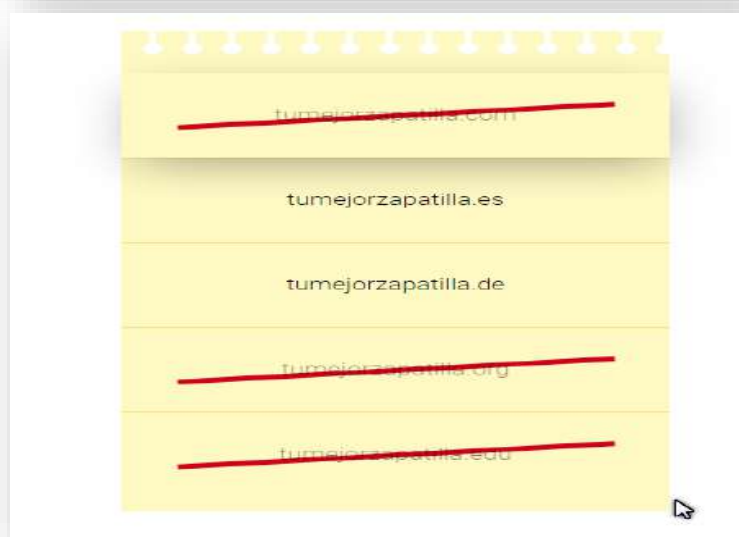 tumejorzapatilla.com
tumejorzapatilla.es
tumejorzapatilla.de
tumejorzapatilla.org
tumejorzapatilla.edu